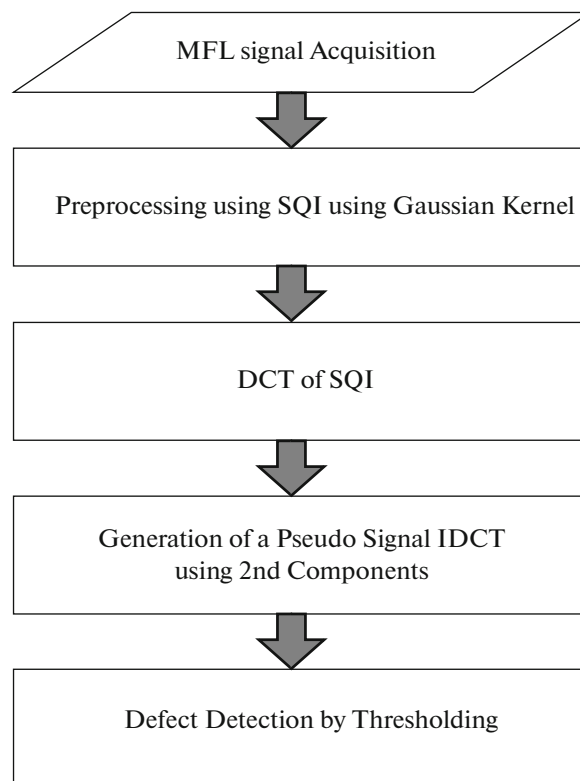 MFL signal Acquisition
Preprocessing using SQI using Gaussian Kernel
DCT of SQI
Generation of a Pseudo Signal IDCT
using 2nd Components
Defect Detection by Thresholding